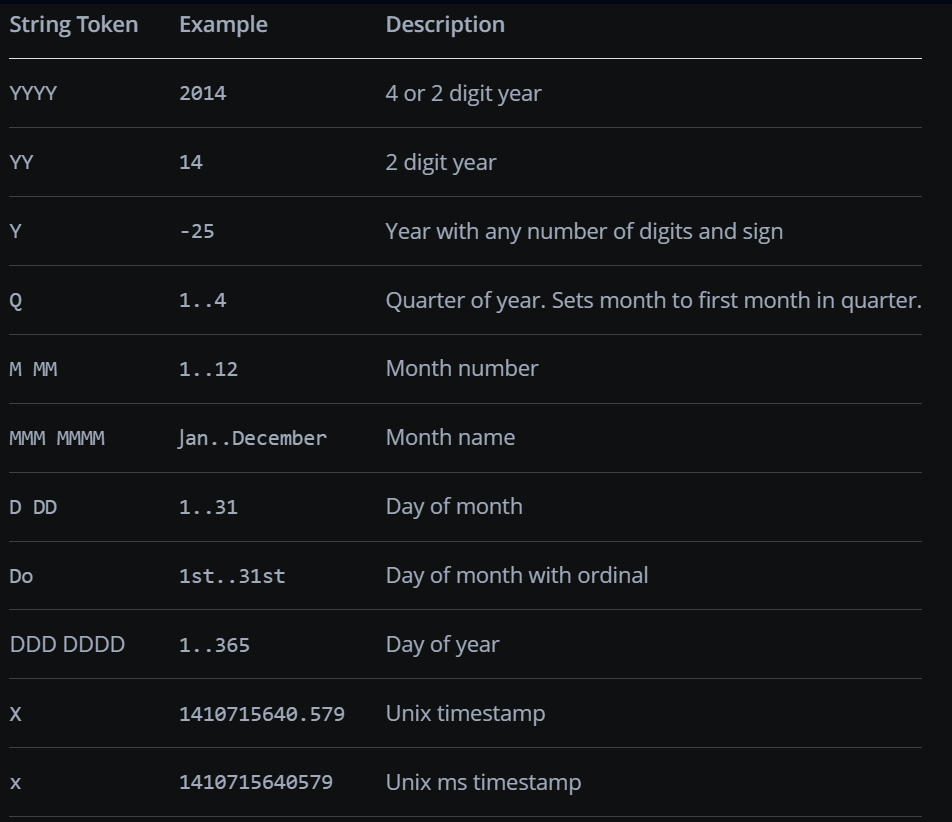 String Token Example Description
YYYY 2014 4 or 2 digit year
YY 14 2 digit year
Y -25 Year with any number of digits and sign
Q 1..4 Quarter of year. Sets month to first month in quarter.
M MM 1..12 Month number
MMM MMMM Jan..December Month name
D DD 1..31 Day of month
Do 1st..31st Day of month with ordinal
DDD DDDD 1..365 Day of year
X 1410715640.579 Unix timestamp
x 1410715640579 Unix ms timestamp